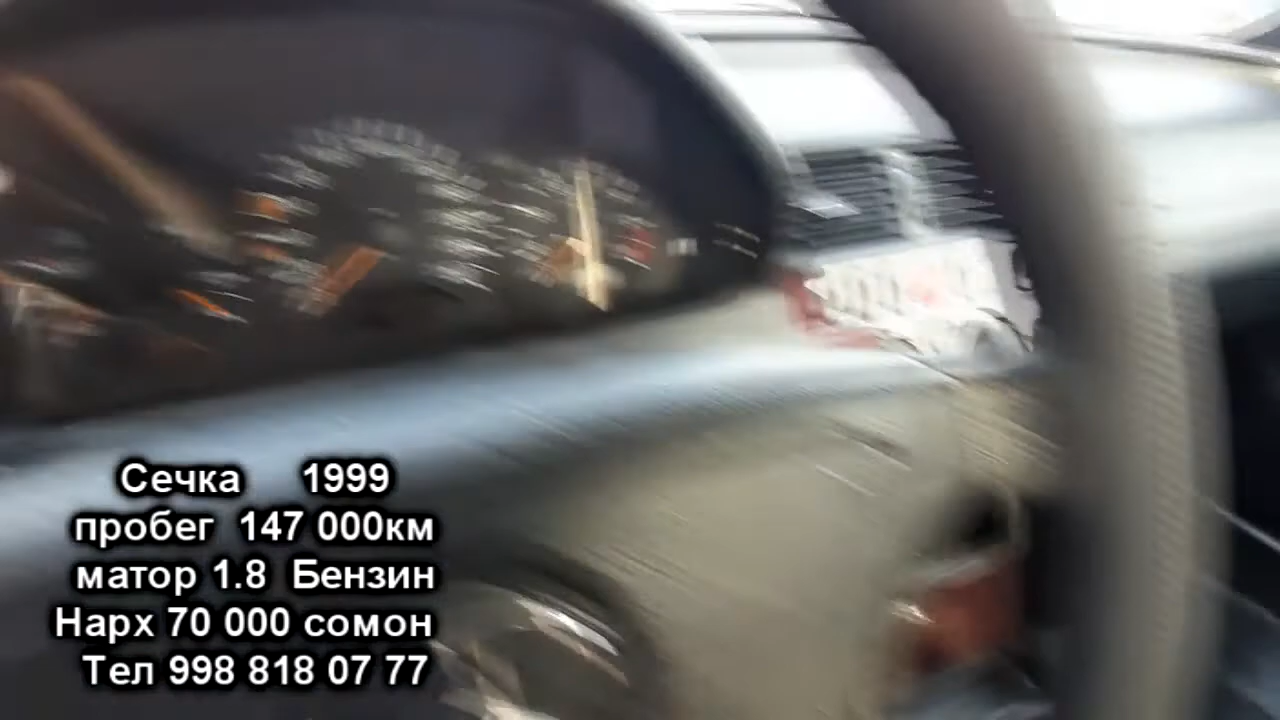 Сечка 1999
пробег 147 000км
матор 1.8 Бензин
Нарх 70 000 сомон
Тел 998 818 07 77